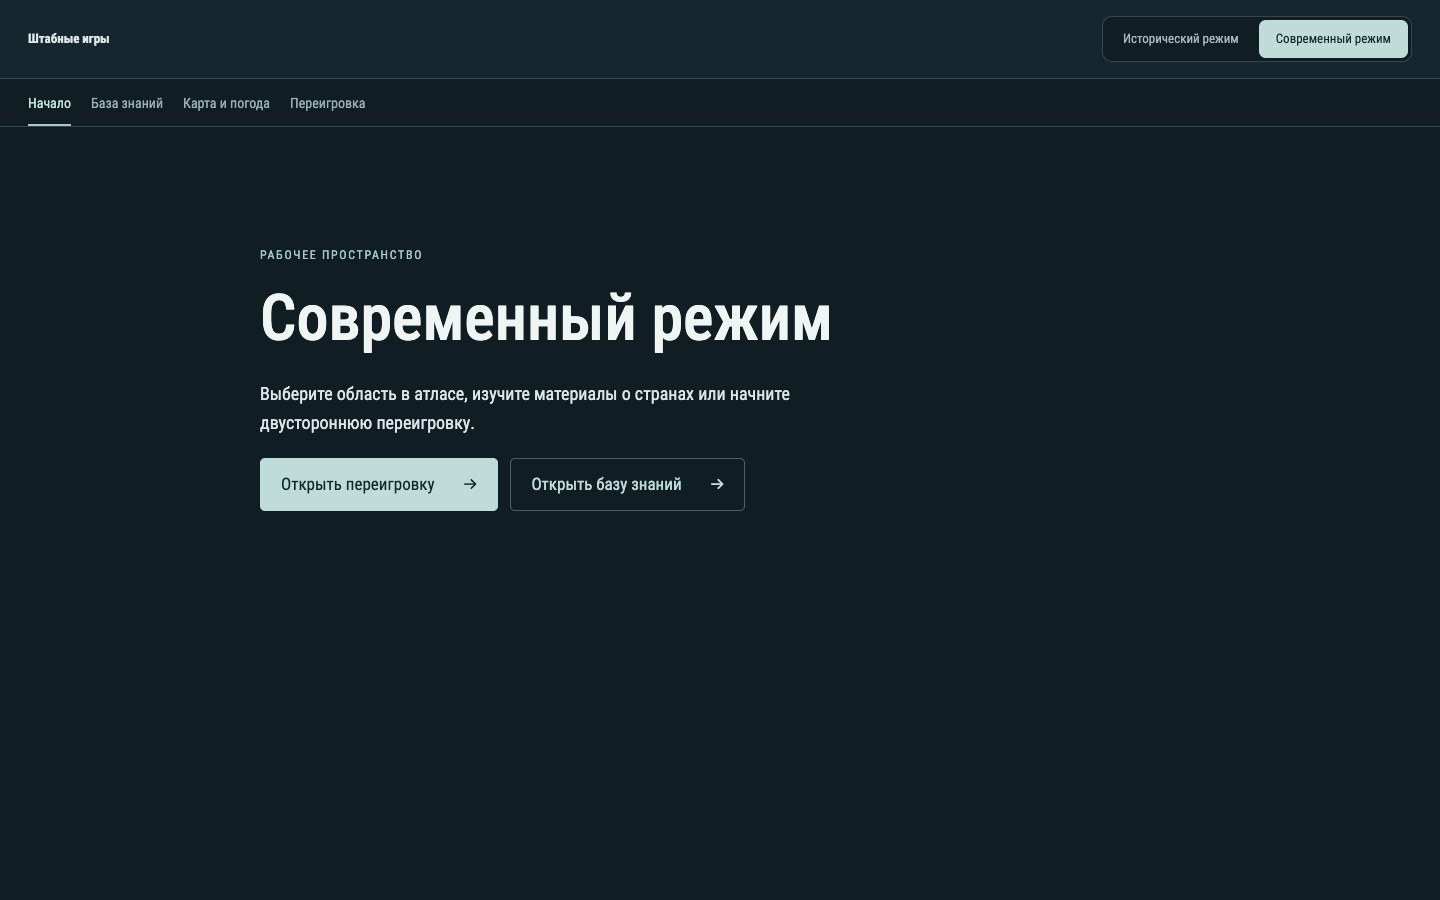 Штабные игры
Исторический режим
Современный режим
Начало
База знаний
Карта и погода
Переигровка
РАБОЧЕЕ ПРОСТРАНСТВО
Современный режим
Выберите область в атласе, изучите материалы о странах или начните
двустороннюю переигровку.
Открыть переигровку →
Открыть базу знаний →